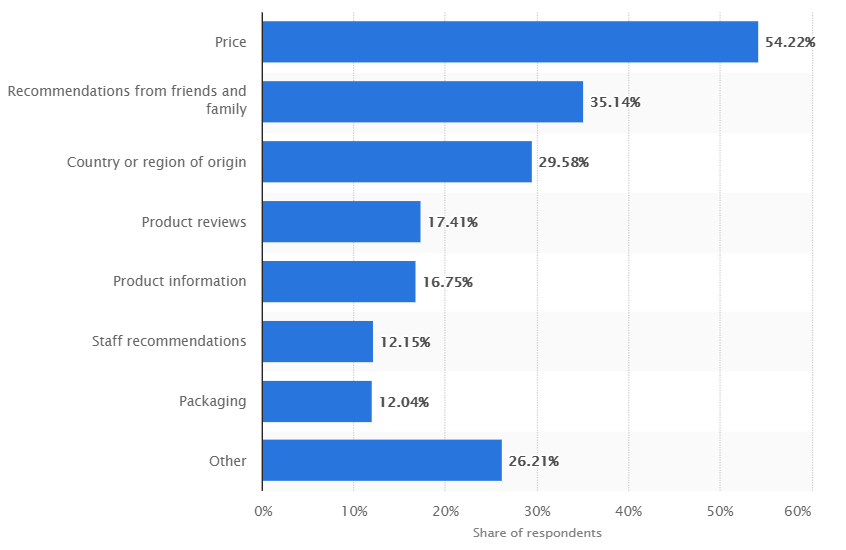 Price
54.22%
Recommendations from friends and
family
35.14%
Country or region of origin
29.58%
Product reviews
17.41%
Product information
16.75%
Staff recommendations
12.15%
Packaging
12.04%
Other
26.21%
0% 10% 20% 30% 40% 50% 60%
Share of respondents